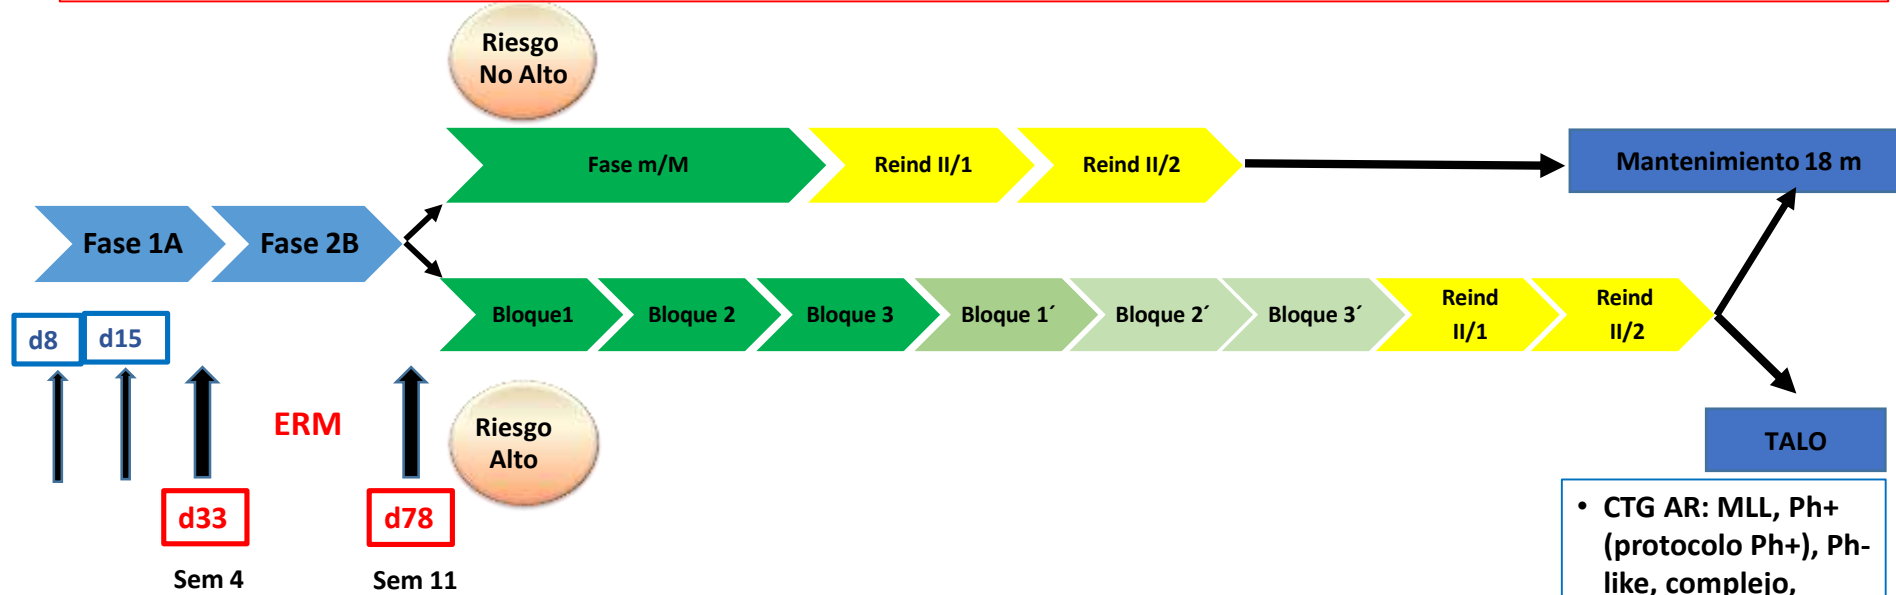 Riesgo
No Alto
Fase m/M
Reind II/1
Reind II/2
Mantenimiento 18 m
Fase 1A
Fase 2B
Bloque1
Bloque 2
Bloque 3
Bloque 1´
Bloque 2´
Bloque 3´
Reind
II/1
Reind
II/2
d8
d15
ERM
Riesgo
Alto
TALO
d33
d78
Sem 4
Sem 11
• CTG AR: MLL, Ph+
(protocolo Ph+), Ph-
like, complejo,